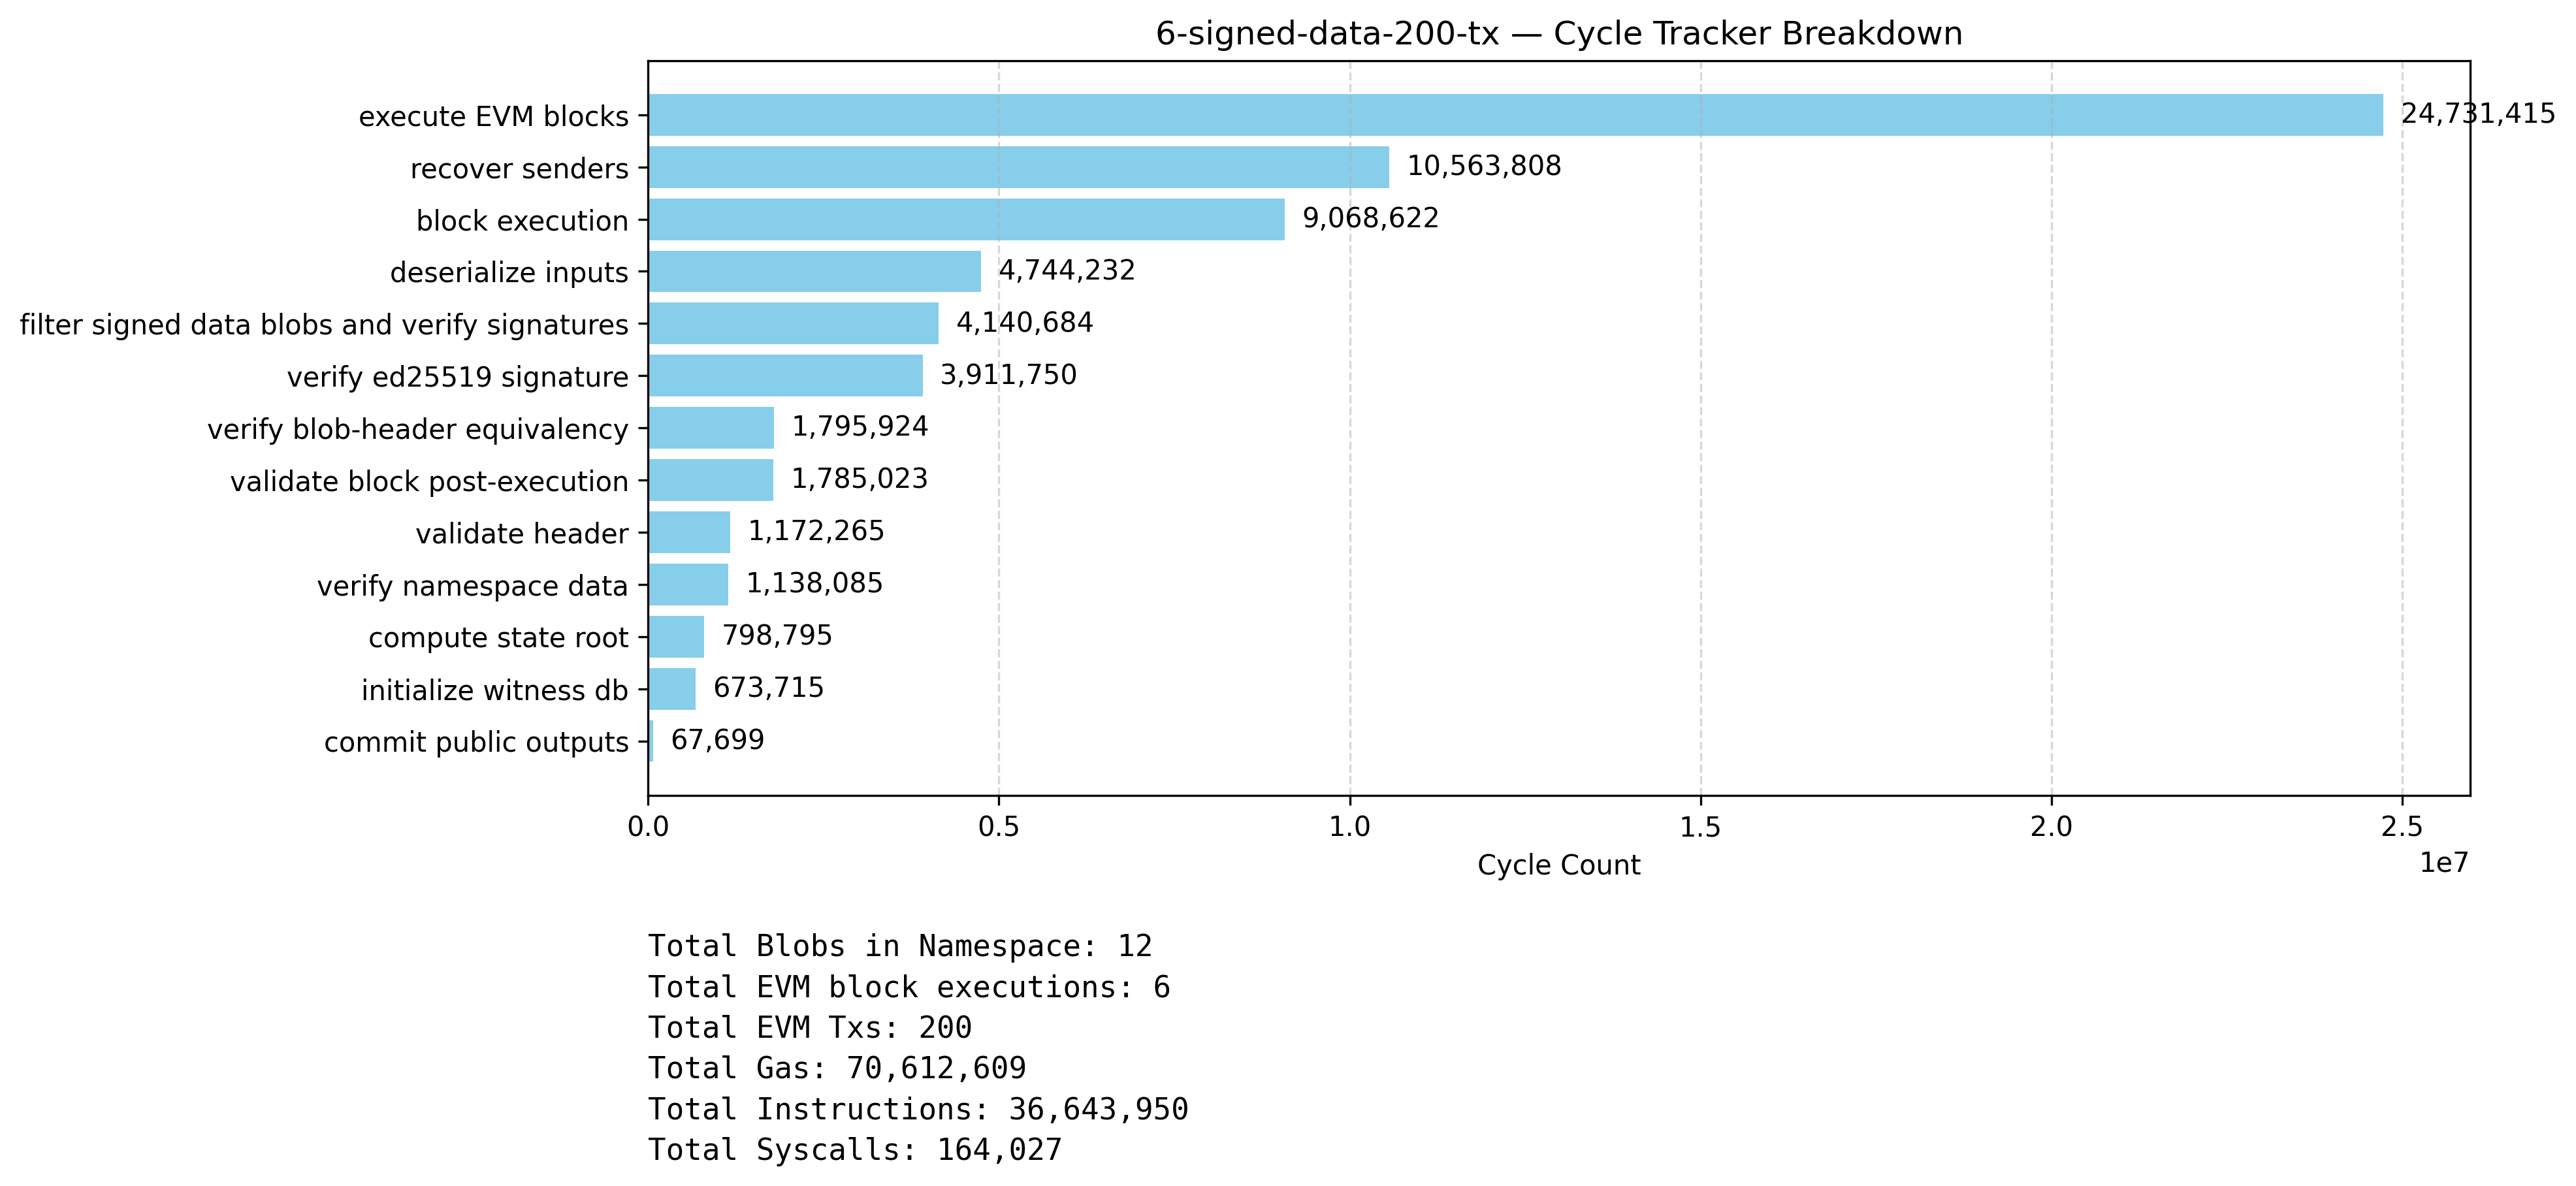 6-signed-data-200-tx — Cycle Tracker Breakdown
execute EVM blocks 24,731,415
recover senders 10,563,808
block execution 9,068,622
deserialize inputs 4,744,232
filter signed data blobs and verify signatures 4,140,684
verify ed25519 signature 3,911,750
verify blob-header equivalency 1,795,924
validate block post-execution 1,785,023
validate header 1,172,265
verify namespace data 1,138,085
compute state root 798,795
initialize witness db 673,715
commit public outputs 67,699
0.0 0.5 1.0 1.5 2.0 2.5
Cycle Count
1e7
Total Blobs in Namespace: 12
Total EVM block executions: 6
Total EVM Txs: 200
Total Gas: 70,612,609
Total Instructions: 36,643,950
Total Syscalls: 164,027